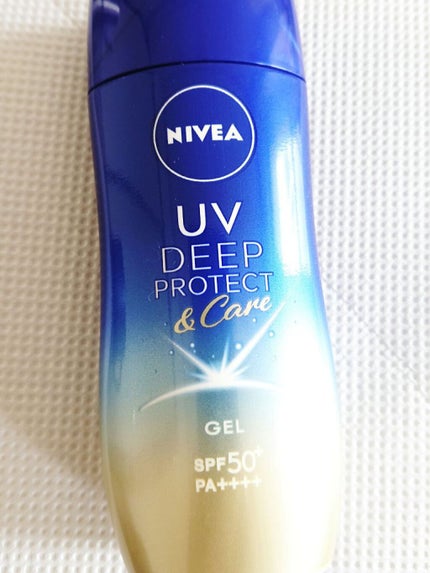 NIVEA
UV
DEEP
PROTECT
& Care
GEL
SPF50+
PA++++